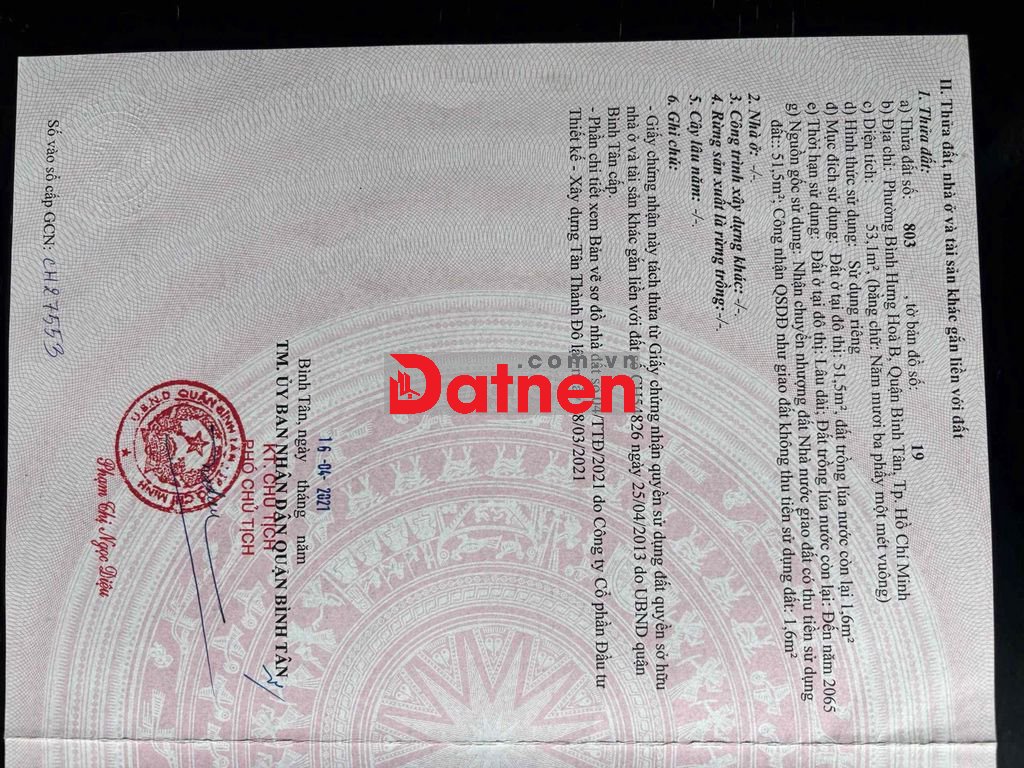 II. Thửa đất, nhà ở và tài sản khác gắn liền với đất
1. Thửa đất:
a) Thửa đất số: 803 , tờ bản đồ số: 19
b) Địa chỉ: Phường Bình Hưng Hoà B, Quận Bình Tân, Tp. Hồ Chí Minh
c) Diện tích: 53,1m², (bằng chữ: Năm mươi ba phẩy một mét vuông)
d) Hình thức sử dụng: Sử dụng riêng
đ) Mục đích sử dụng: Đất ở tại đô thị: 51,5m², đất trồng lúa nước còn lại 1,6m²
e) Thời hạn sử dụng: Đất ở tại đô thị: Lâu dài; Đất trồng lúa nước còn lại: Đến năm 2065
g) Nguồn gốc sử dụng: Nhận chuyển nhượng đất Nhà nước giao đất có thu tiền sử dụng
đất:: 51,5m²; Công nhận QSDĐ như giao đất không thu tiền sử dụng đất: 1,6m²
2. Nhà ở: -/-.
3. Công trình xây dựng khác: -/-.
4. Rừng sản xuất là rừng trồng:-/-.
5. Cây lâu năm: -/-.
6. Ghi chú:
- Giấy chứng nhận này tách thửa từ Giấy chứng nhận quyền sử dụng đất quyền sở hữu
nhà ở và tài sản khác gắn liền với đất số 54826 ngày 25/04/2013 do UBND quận
Bình Tân cấp.
- Phần chi tiết xem Bản vẽ sơ đồ nhà đất số 04/TTĐ/2021 do Công ty Cổ phần Đầu tư
Thiết kế - Xây dựng Tân Thành Đô 8/03/2021
16 -04- 2021
Bình Tân, ngày tháng năm
TM. ỦY BAN NHÂN DÂN QUẬN BÌNH TÂN
KT. CHỦ TỊCH
PHÓ CHỦ TỊCH
U.B.N.D QUẬN BÌNH TÂN T.P HỒ CHÍ MINH
Phạm Thị Ngọc Diệu
Số vào sổ cấp GCN: CH27553
Datnen
.com.vn